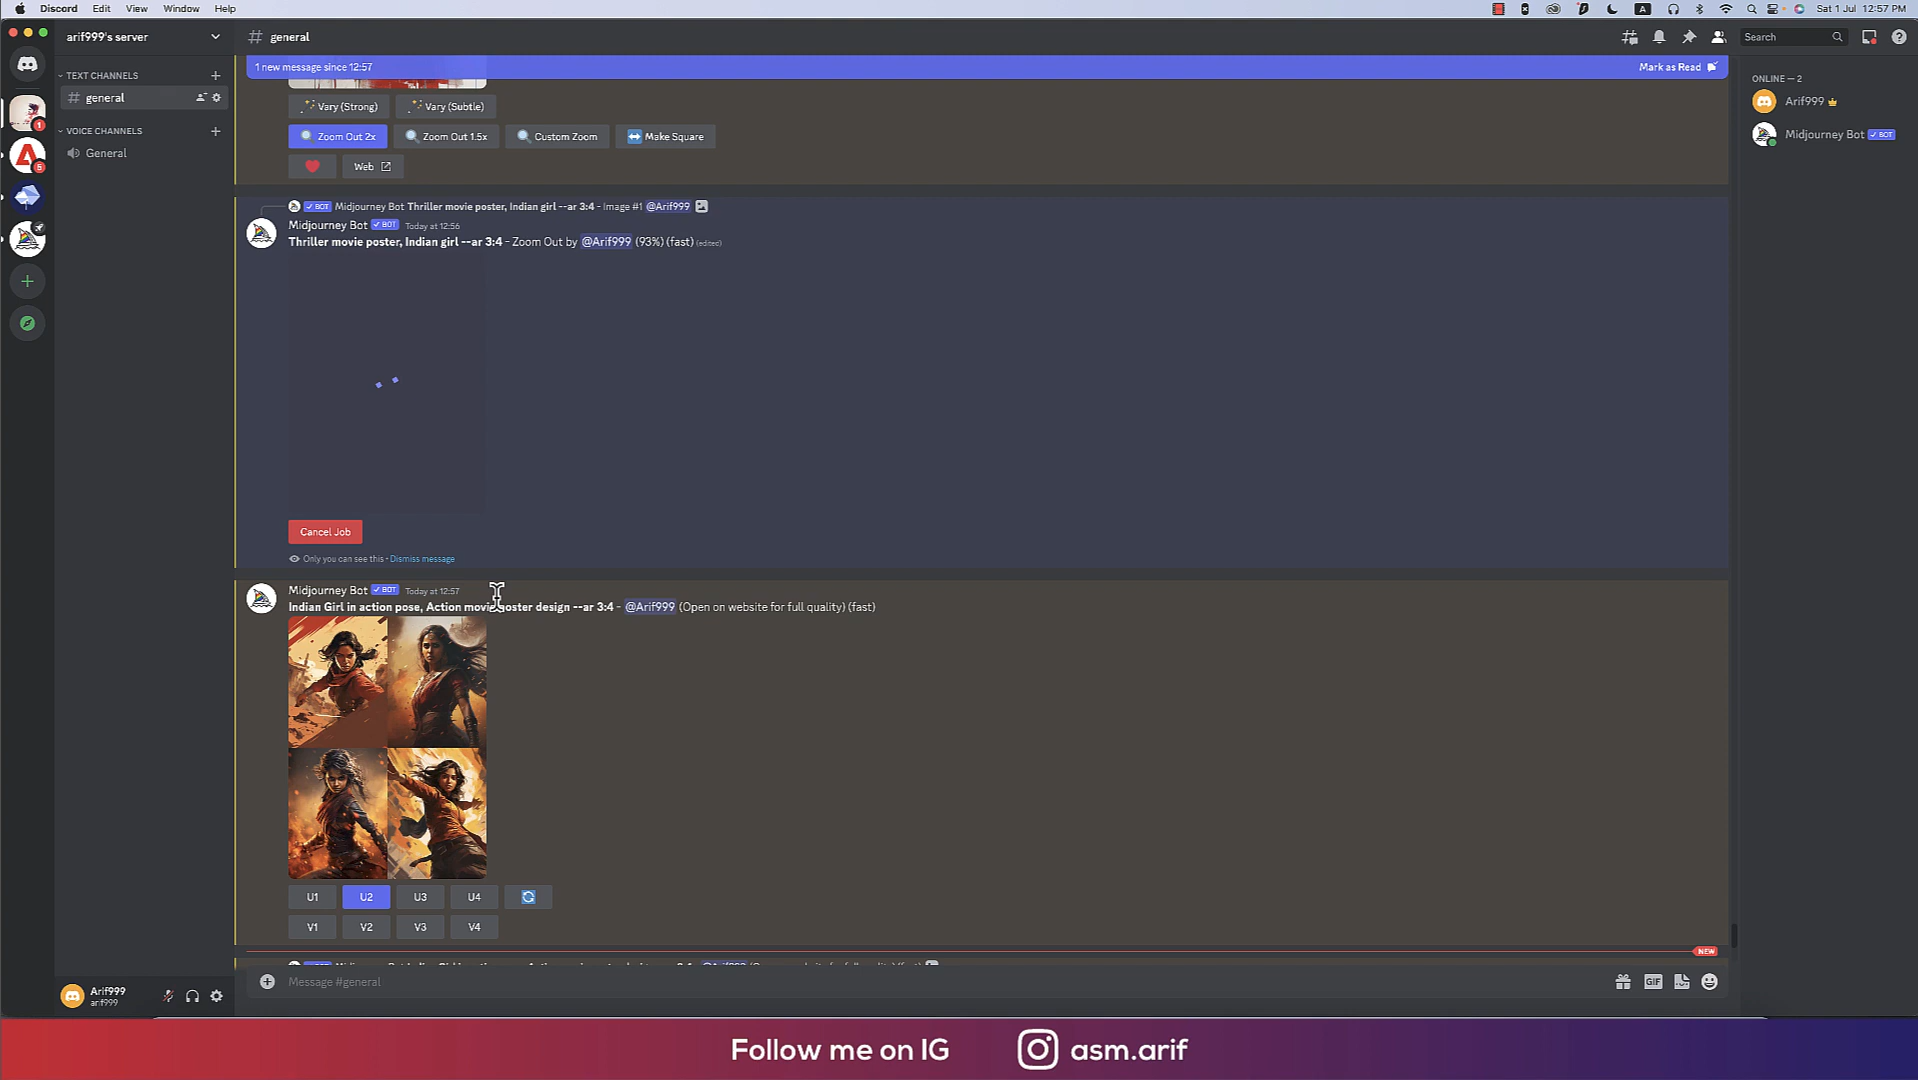 Discord Edit View Window Help A Sat 1 Jul 12:57 PM
arif999's server # general Search
1 new message since 12:57 Mark as Read
TEXT CHANNELS ONLINE — 2
general Arif999
VOICE CHANNELS Midjourney Bot BOT
General
1
5
Vary (Strong) Vary (Subtle)
Zoom Out 2x Zoom Out 1.5x Custom Zoom Make Square
Web
BOT Midjourney Bot Thriller movie poster, Indian girl --ar 3:4 - Image #1 @Arif999
Midjourney Bot BOT Today at 12:56
Thriller movie poster, Indian girl --ar 3:4 - Zoom Out by @Arif999 (93%) (fast) (edited)
Cancel Job
Only you can see this • Dismiss message
Midjourney Bot BOT Today at 12:57
Indian Girl in action pose, Action movie poster design --ar 3:4 - @Arif999 (Open on website for full quality) (fast)
U1 U2 U3 U4
V1 V2 V3 V4
NEW
Message #general GIF
Arif999
arif999
Follow me on IG asm.arif